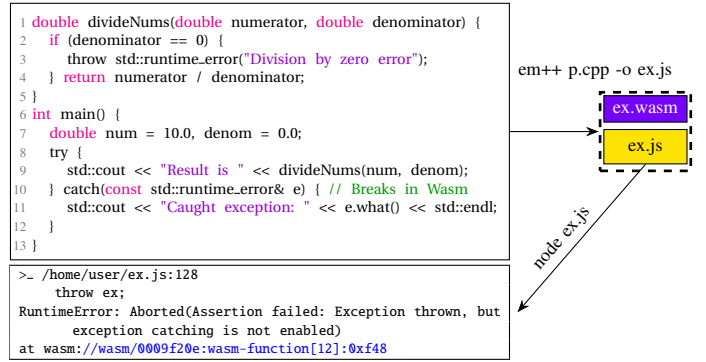 1 double divideNums(double numerator, double denominator) {
2 if (denominator == 0) {
3 throw std::runtime_error("Division by zero error");
4 } return numerator / denominator;
5 }
6 int main() {
7 double num = 10.0, denom = 0.0;
8 try {
9 std::cout << "Result is " << divideNums(num, denom);
10 } catch(const std::runtime_error& e) { // Breaks in Wasm
11 std::cout << "Caught exception: " << e.what() << std::endl;
12 }
13 }
em++ p.cpp -o ex.js
ex.wasm
ex.js
node ex.js
>_ /home/user/ex.js:128
throw ex;
RuntimeError: Aborted(Assertion failed: Exception thrown, but
exception catching is not enabled)
at wasm://wasm/0009f20e:wasm-function[12]:0xf48